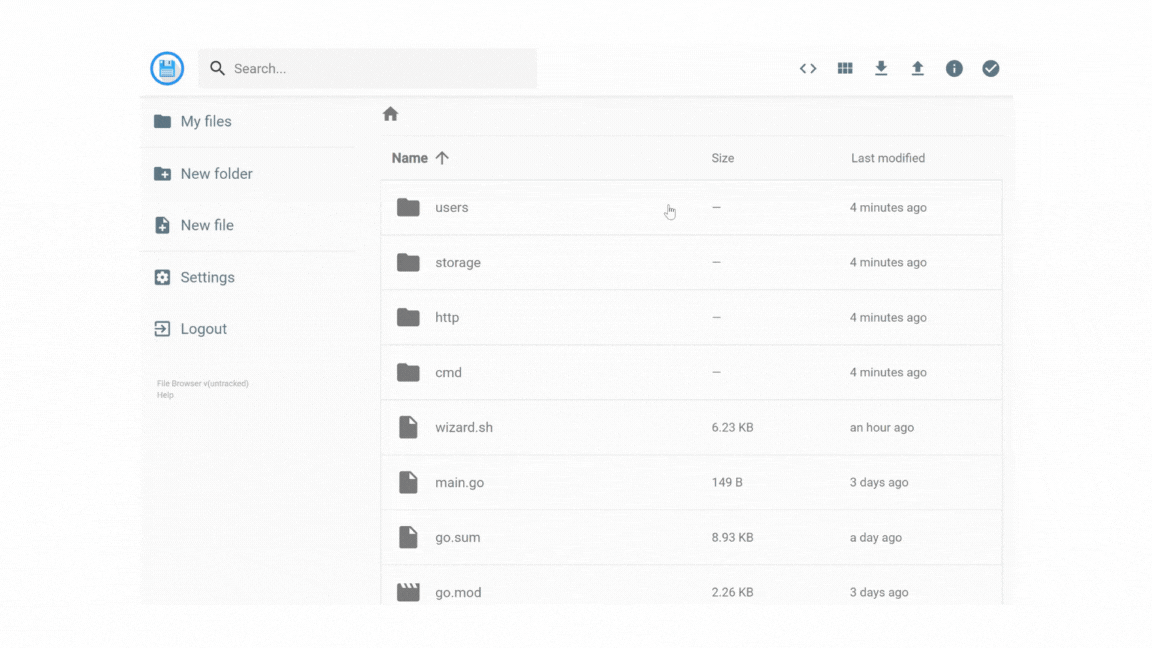 Search...
My files
New folder
New file
Settings
Logout
File Browser v(untracked)
Help
Name Size Last modified
users — 4 minutes ago
storage — 4 minutes ago
http — 4 minutes ago
cmd — 4 minutes ago
wizard.sh 6.23 KB an hour ago
main.go 149 B 3 days ago
go.sum 8.93 KB a day ago
go.mod 2.26 KB 3 days ago